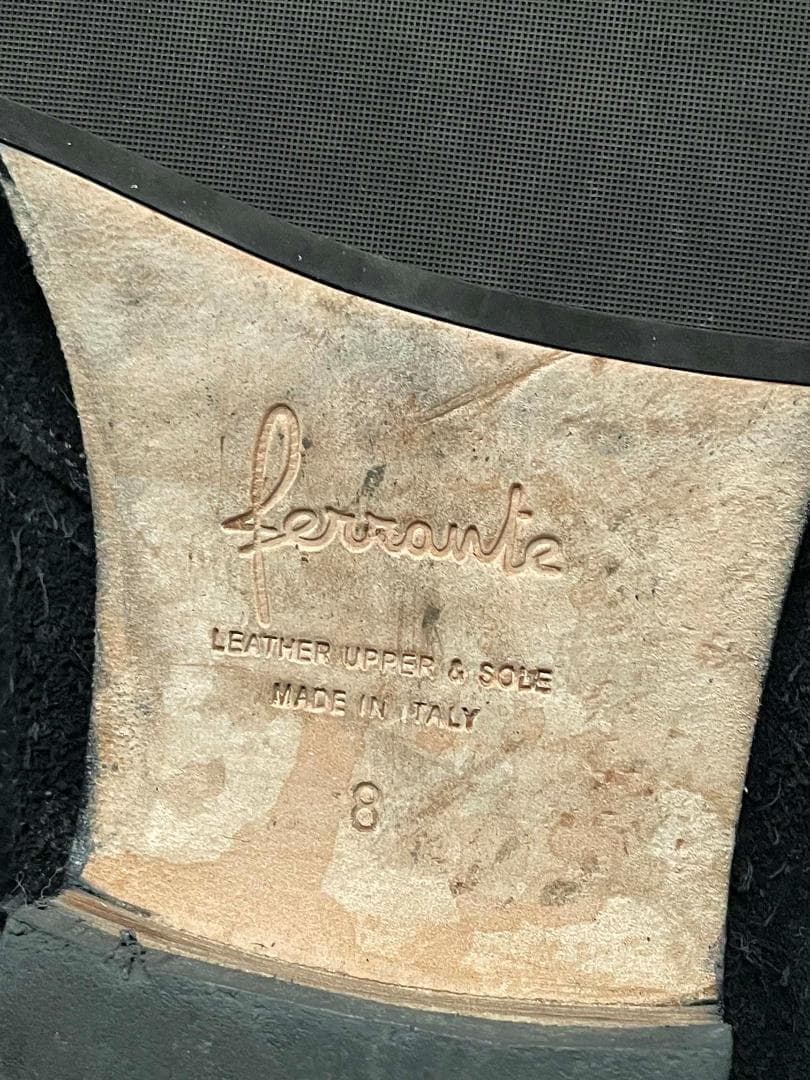 ferrante
LEATHER UPPER & SOLE
MADE IN ITALY
8